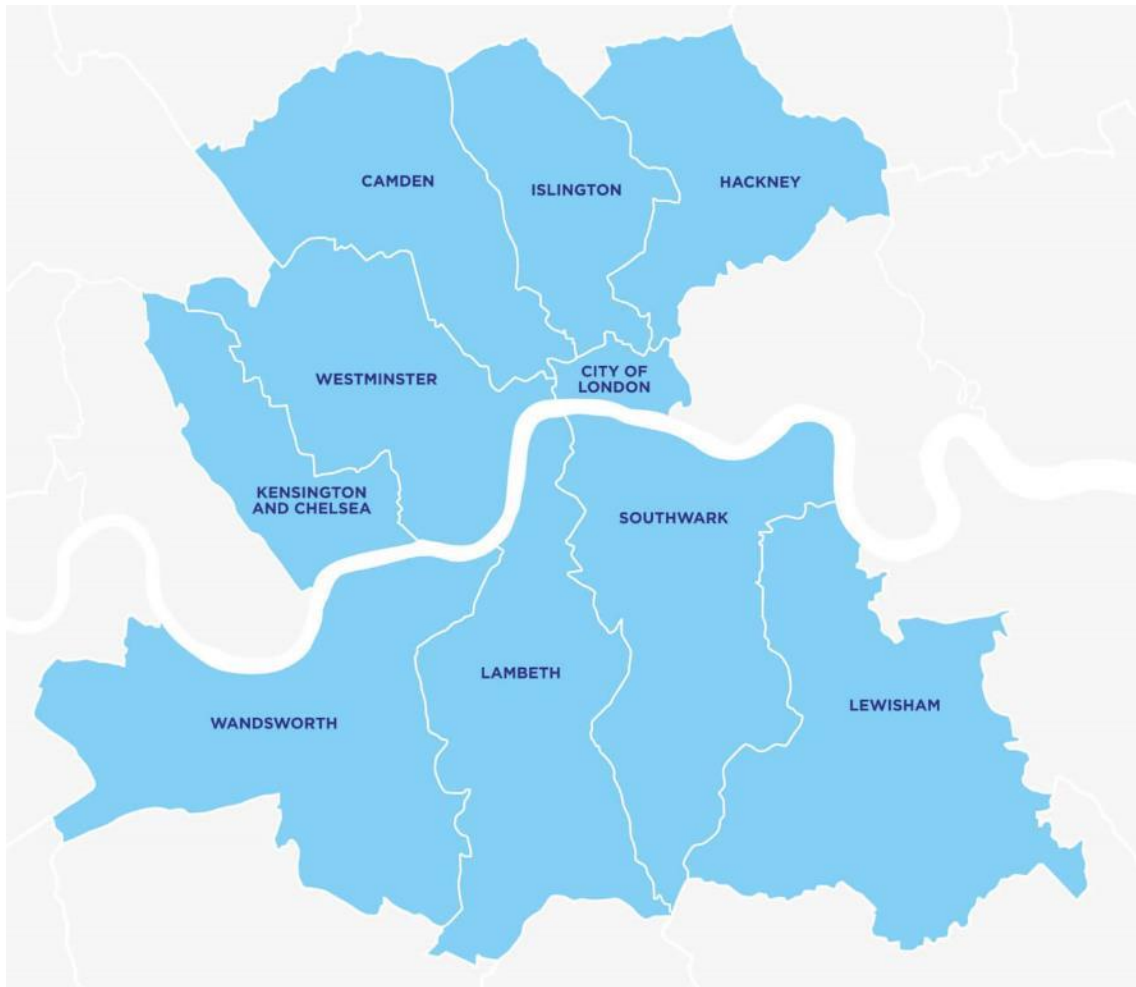 CAMDEN
ISLINGTON
HACKNEY
WESTMINSTER
CITY OF
LONDON
KENSINGTON
AND CHELSEA
SOUTHWARK
LAMBETH
WANDSWORTH
LEWISHAM